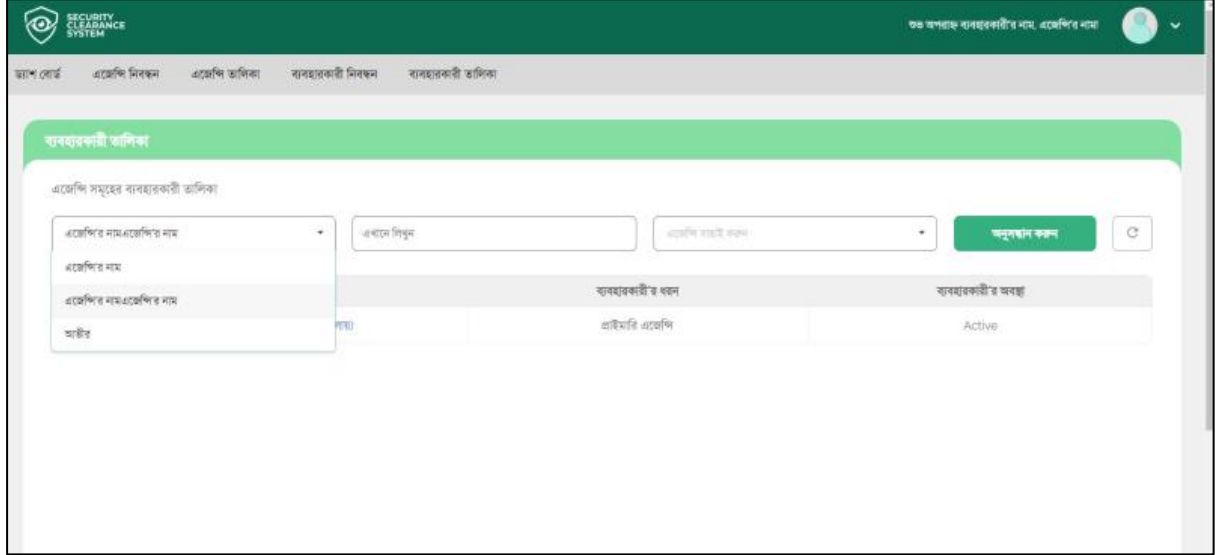 SECURITY
CLEARANCE
SYSTEM
শুভ অপরাহ্ন ব্যবহারকারী'র নাম, এজেন্সি'র নাম!
ড্যাশ বোর্ড এজেন্সি নিবন্ধন এজেন্সি তালিকা ব্যবহারকারী নিবন্ধন ব্যবহারকারী তালিকা
ব্যবহারকারী তালিকা
এজেন্সি সমূহের ব্যবহারকারী তালিকা
এজেন্সি'র নামএজেন্সি'র নাম এখানে লিখুন এজেন্সি বাছাই করুন অনুসন্ধান করুন
এজেন্সি'র নাম
এজেন্সি'র নামএজেন্সি'র নাম
ব্যবহারকারী'র ধরন ব্যবহারকারী'র অবস্থা
প্রাইমারি এজেন্সি Active